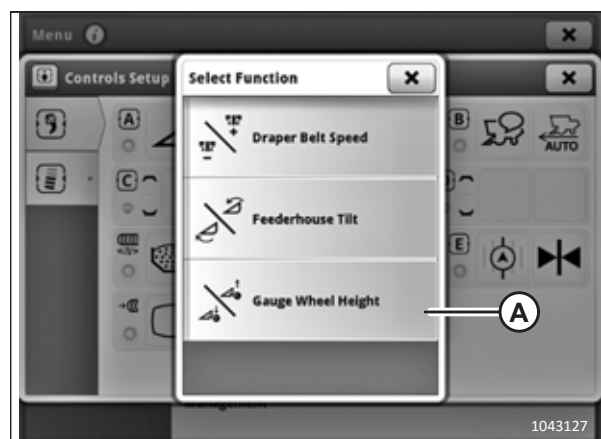 Menu
Controls Setup
Select Function
A
B
Draper Belt Speed
AUTO
C
Feederhouse Tilt
E
Gauge Wheel Height
A
1043127